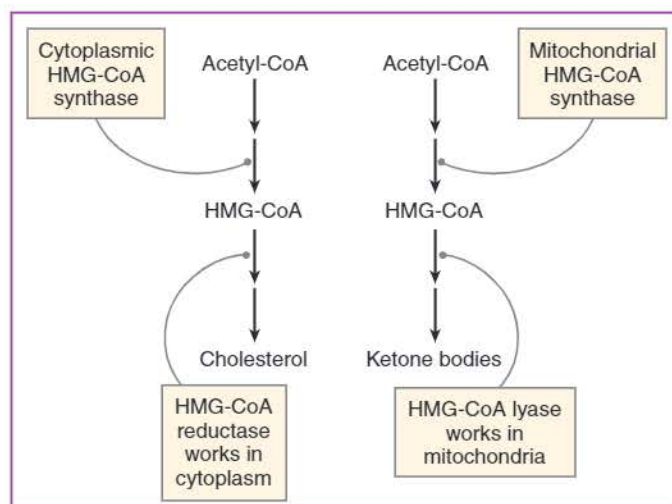 Cytoplasmic
HMG-CoA
synthase
Acetyl-CoA
Acetyl-CoA
Mitochondrial
HMG-CoA
synthase
HMG-CoA
HMG-CoA
Cholesterol
Ketone bodies
HMG-CoA
reductase
works in
cytoplasm
HMG-CoA lyase
works in
mitochondria